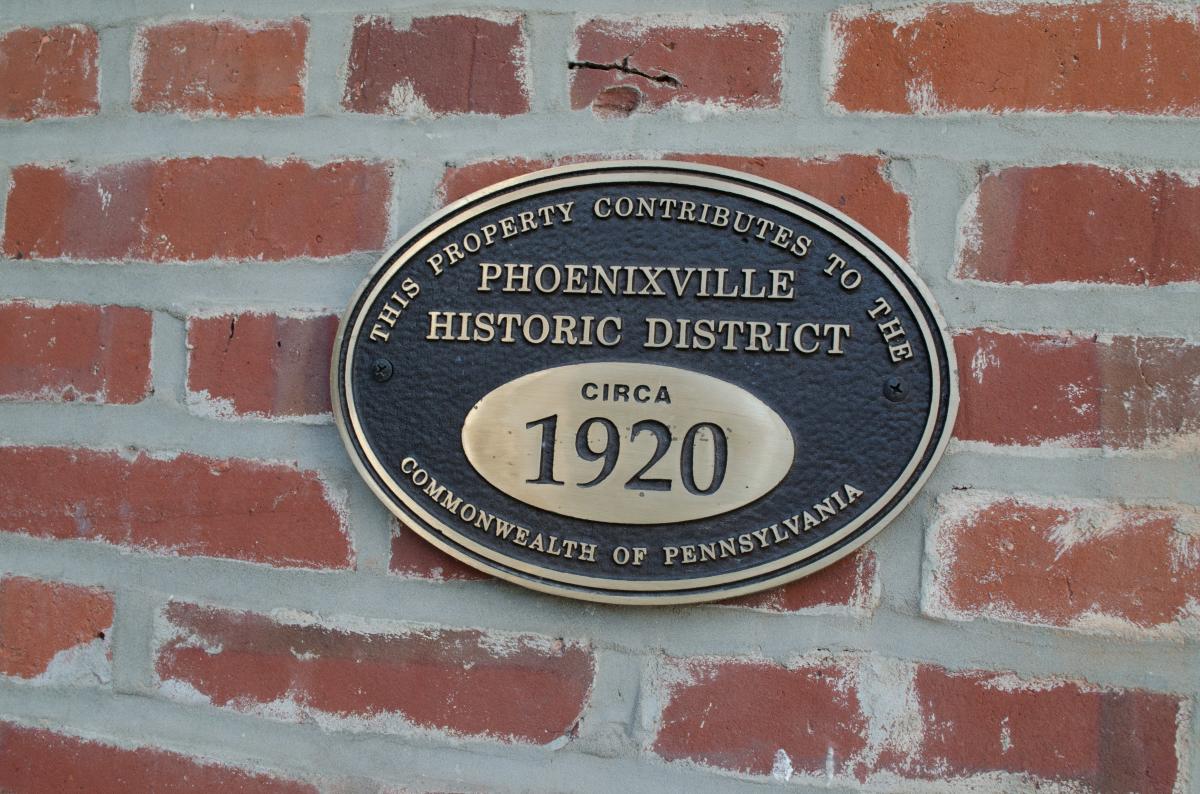 THIS PROPERTY CONTRIBUTES TO THE
PHOENIXVILLE
HISTORIC DISTRICT
CIRCA
1920
COMMONWEALTH OF PENNSYLVANIA